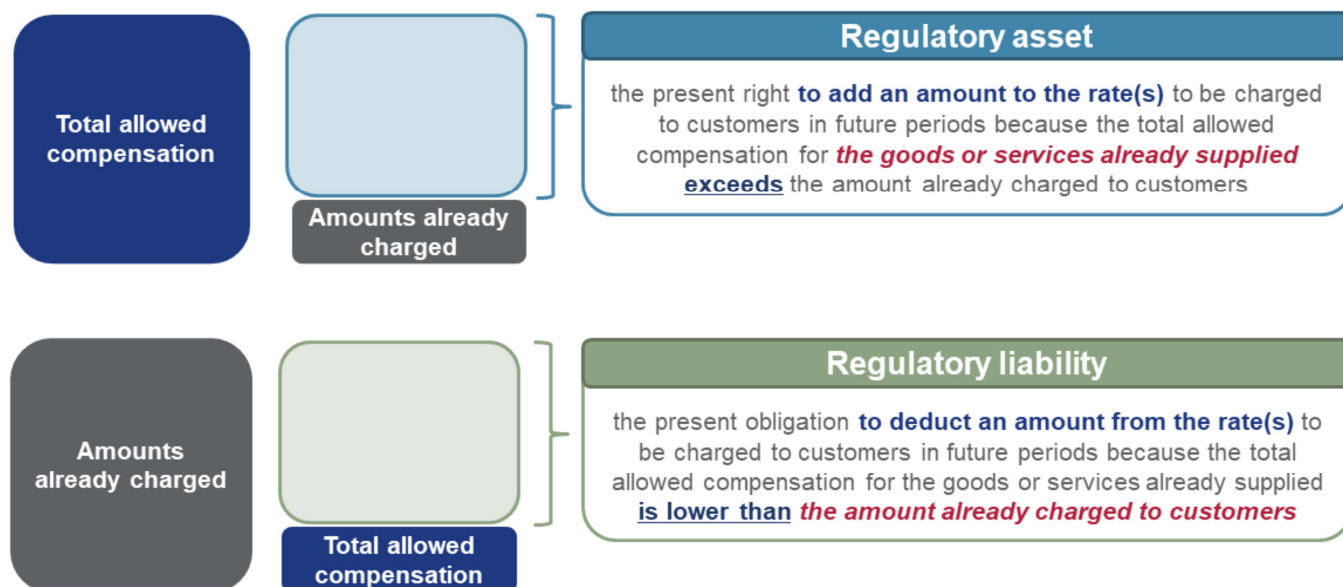 Total allowed
compensation
Amounts already
charged
Regulatory asset
the present right to add an amount to the rate(s) to be charged
to customers in future periods because the total allowed
compensation for the goods or services already supplied
exceeds the amount already charged to customers
Amounts
already charged
Total allowed
compensation
Regulatory liability
the present obligation to deduct an amount from the rate(s) to
be charged to customers in future periods because the total
allowed compensation for the goods or services already supplied
is lower than the amount already charged to customers